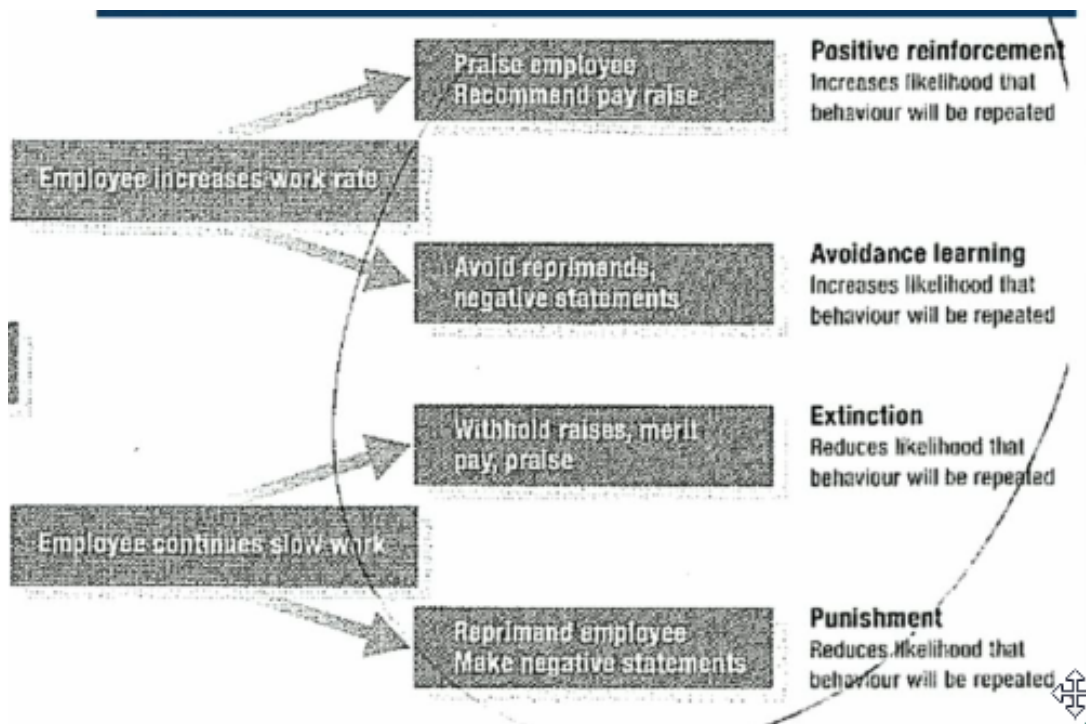 Praise employee
Recommend pay raise
Positive reinforcement
Increases likelihood that
behaviour will be repeated
Employee increases work rate
Avoid reprimands,
negative statements
Avoidance learning
Increases likelihood that
behaviour will be repeated
Withhold raises, merit
pay, praise
Extinction
Reduces likelihood that
behaviour will be repeated
Employee continues slow work
Reprimand employee
Make negative statements
Punishment
Reduces likelihood that
behaviour will be repeated